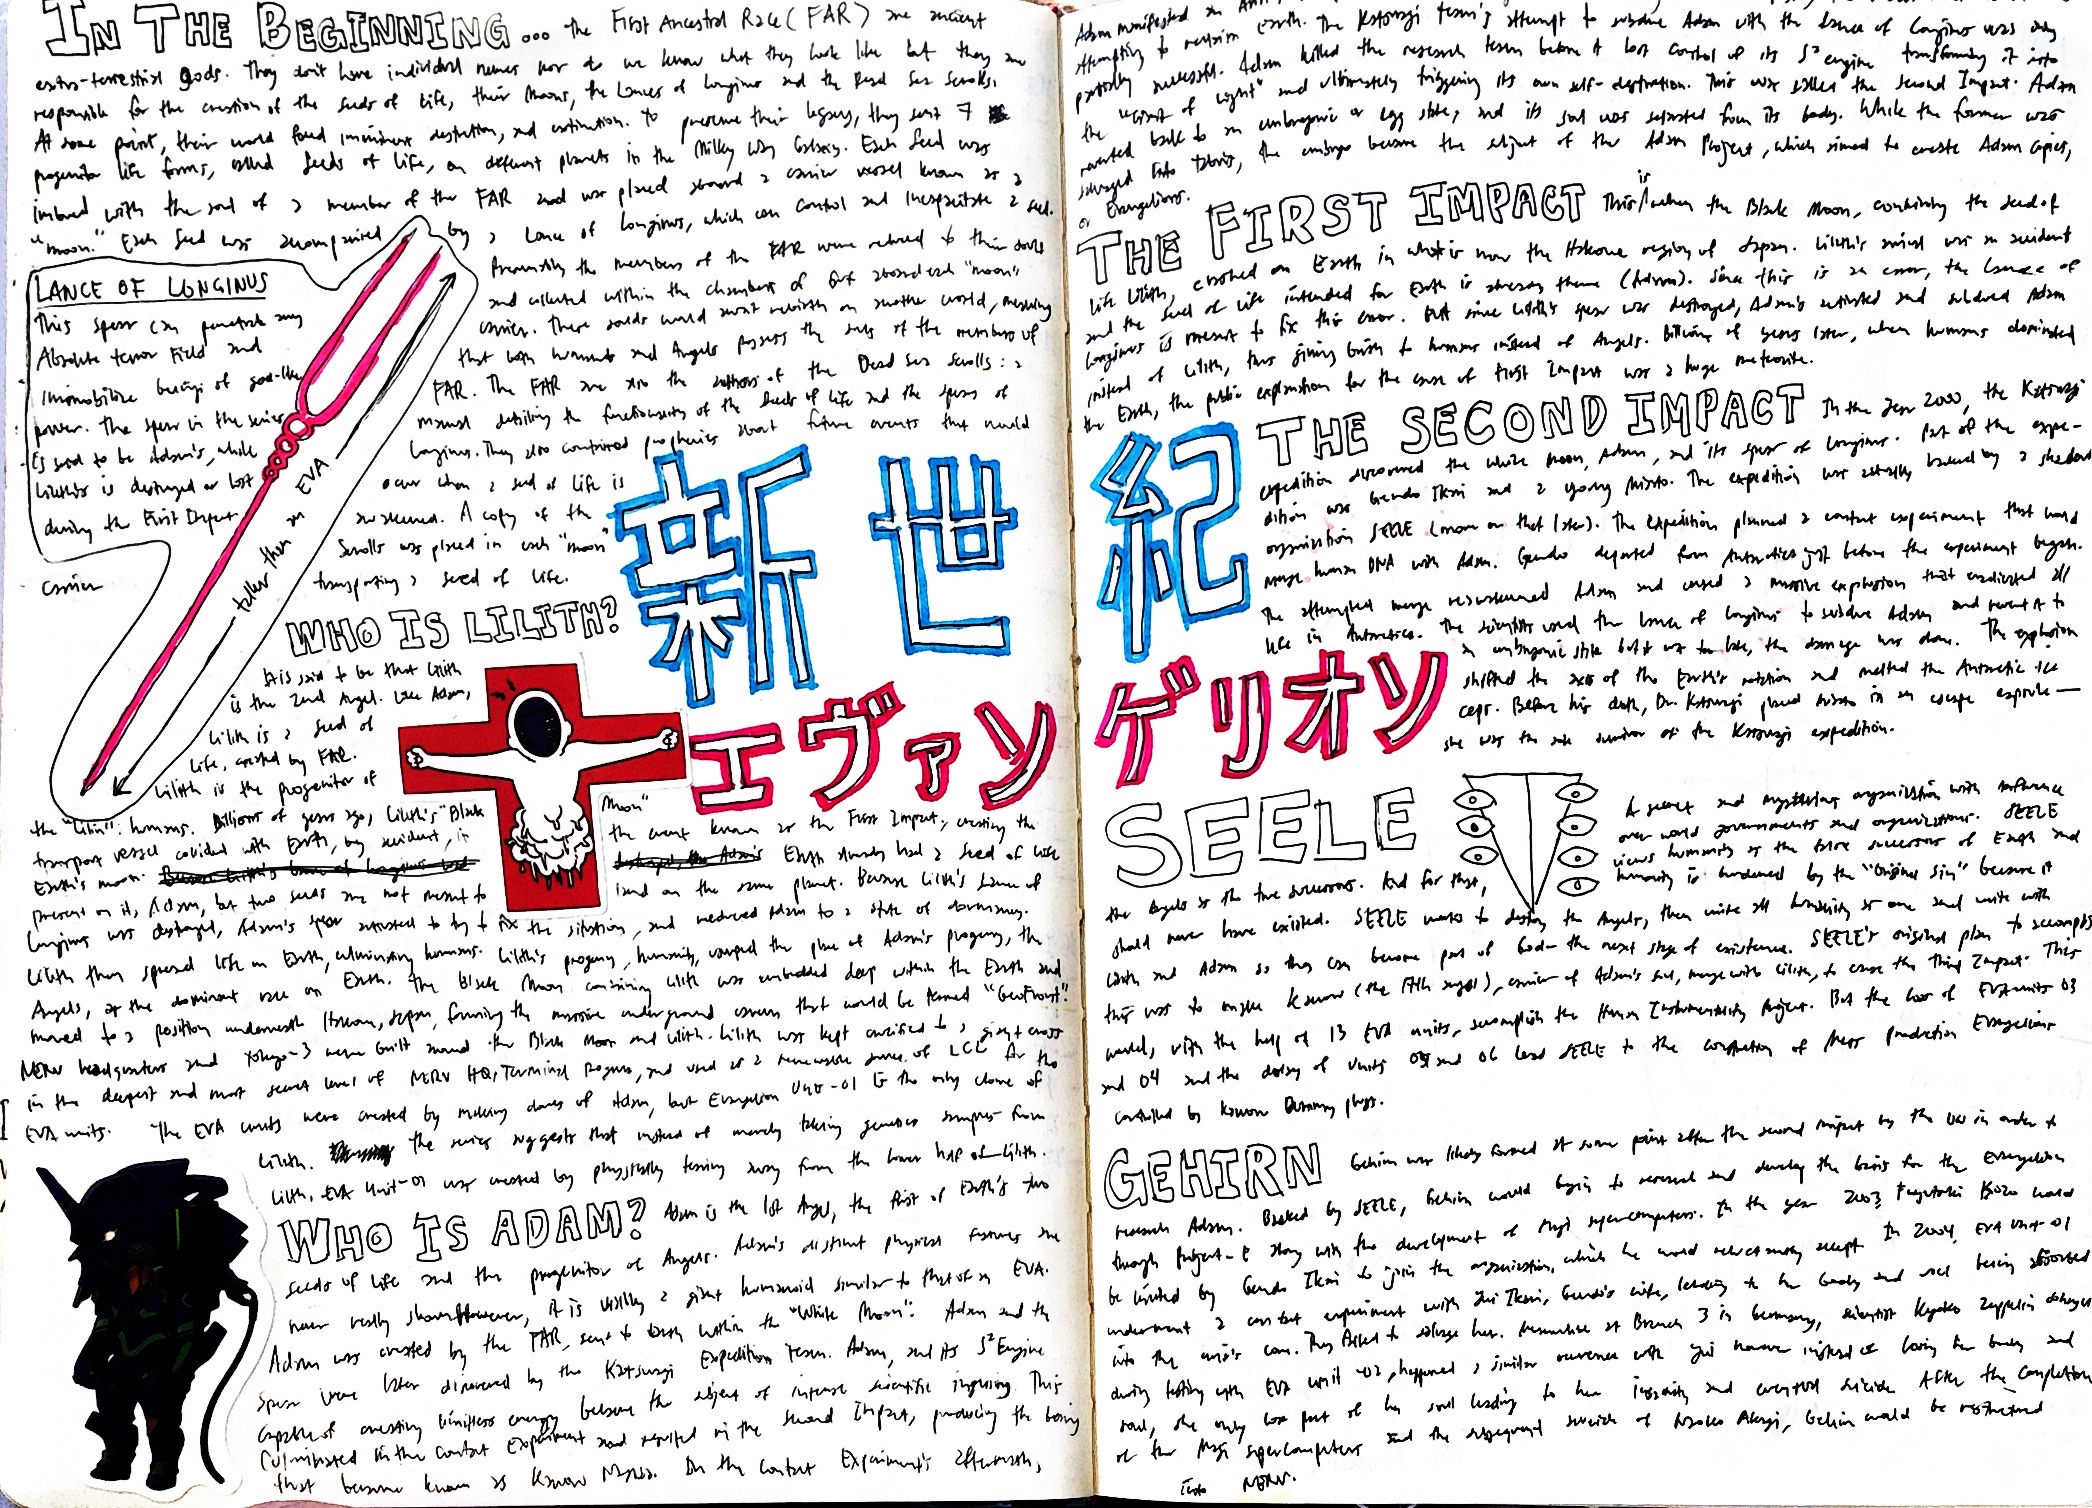 IN THE BEGINNING... the First Ancestral Race (FAR) are ancient
extra-terrestrial gods. They don't have individual names nor do we know what they look like but they are
responsible for the creation of the seeds of life, their Moons, the Lances of Longinus and the Dead Sea Scrolls.
At some point, their world faced imminent destruction, and extinction. To preserve their legacy, they sent 7
progenitor life forms, called Seeds of Life, on different planets in the Milky Way Galaxy. Each Seed was
imbued with the soul of a member of the FAR and was placed around a carrier vessel known as a
"moon." Each Seed was accompanied by a Lance of Longinus, which can control and incapacitate a seed.
LANCE OF LONGINUS
This spear can penetrate any
Absolute terror Field and
immobilize beings of god-like
power. The spear in the series
is said to be Adam's, while
Lilith's is destroyed or lost
during the First Impact
taller than an EVA
Presumably the members of the FAR were reduced to their souls
and collected within the chambers of Guf aboard each "moon"
carrier. These souls would await rebirth on another world, meaning
that both humans and Angels possess the souls of the members of
FAR. The FAR are also the authors of the Dead Sea Scrolls: a
manual detailing the functionality of the Seeds of life and the spears of
Longinus. They also contained prophecies about future events that would
occur when a seed of life is
awakened. A copy of the
Scrolls was placed in each "moon"
carrier
transporting a seed of life.
新世紀
エヴァンゲリオン
WHO IS LILITH?
It is said to be that Lilith
is the 2nd Angel. Like Adam,
Lilith is a seed of
life, created by FAR.
Lilith is the progenitor of
the "Lilin": humans. Billions of years ago, Lilith's "Black Moon"
transport vessel collided with Earth, by accident, in the event known as the First Impact, creating the
Earth's moon. Earth already had a Seed of life
present on it, Adam, but two seeds are not meant to land on the same planet. Because Lilith's Lance of
Longinus was destroyed, Adam's spear activated to try to fix the situation, and reduced Adam to a state of dormancy.
Lilith then spread life on Earth, culminating humans. Lilith's progeny, humanity, usurped the place of Adam's progeny, the
Angels, as the dominant race on Earth. The Black Moon containing Lilith was embedded deep within the Earth and
moved to a position underneath Hakone, Japan, forming the massive underground cavern that would be termed "GeoFront".
NERV headquarters and Tokyo-3 were built around the Black Moon and Lilith. Lilith was kept crucified to a giant cross
in the deepest and most secret level of NERV HQ, Terminal Dogma, and used as a renewable source of LCL for the
EVA units. The EVA units were created by making clones of Adam, but Evangelion Unit-01 is the only clone of
Lilith. The series suggests that instead of merely taking genetic samples from
Lilith, EVA Unit-01 was created by physically tearing away from the lower half of Lilith.
WHO IS ADAM? Adam is the 1st Angel, the first of Earth's two
seeds of life and the progenitor of Angels. Adam's distinct physical features are
never really shown. However, it is visibly a giant humanoid similar to that of an EVA.
Adam was created by the FAR, sent to Earth within the "White Moon". Adam and the
spear were later discovered by the Katsuragi Expedition team. Adam, and its S² Engine
capable of creating limitless energy became the subject of intense scientific inquiry. This
culminated in the Contact Experiment and resulted in the Second Impact, producing the being
that became known as Kaworu Nagisa. In the Contact Experiment's aftermath,
Adam manifested in
attempting to return Earth. The Katsuragi team's attempt to subdue Adam with the Lance of Longinus was only
partially successful. Adam killed the research team before it lost control of its S² engine transforming it into
the "Giant of Light" and ultimately triggering its own self-destruction. This was called the Second Impact. Adam
reverted back to an embryonic or egg state, and its soul was separated from its body. While the former was
salvaged into Tabris, the embryo became the subject of the Adam Project, which aimed to create Adam copies,
or Evangelions.
THE FIRST IMPACT This is when the Black Moon, containing the seed of
life Lilith, crashed on Earth in what is now the Hakone region of Japan. Lilith's arrival was an accident
and the seed of life intended for Earth is already there (Adam). Since this is an error, the Lance of
Longinus is meant to fix this error. But since Lilith's spear was destroyed, Adam's activated and subdued Adam
instead of Lilith, thus giving birth to humans instead of Angels. Billions of years later, when humans dominated
the Earth, the public explanation for the cause of First Impact was a huge meteorite.
THE SECOND IMPACT In the year 2000, the Katsuragi
expedition discovered the White Moon, Adam, and its spear of Longinus. Part of the expe-
dition was Gendo Ikari and a young Misato. The expedition was actually backed by a shadow
organization SEELE (more on that later). The expedition planned a contact experiment that would
merge human DNA with Adam. Gendo departed from Antarctica just before the experiment began.
The attempted merge reawakened Adam and caused a massive explosion that eradicated all
life in Antarctica. The scientists used the Lance of Longinus to subdue Adam and revert it to
an embryonic state but it was too late, the damage was done. The explosion
shifted the axis of the Earth's rotation and melted the Antarctic ice
caps. Before his death, Dr. Katsuragi placed Misato in an escape capsule—
she was the sole survivor of the Katsuragi expedition.
SEELE A secret and mysterious organization with influence
over world governments and organizations. SEELE
views humanity as the false successors of Earth and
the Angels as the true successors. And for that, humanity is burdened by the "Original Sin" because it
should never have existed. SEELE wants to destroy the Angels, then unite all humanity as one and unite with
Lilith and Adam so they can become part of God—the next stage of existence. SEELE's original plan to accomplish
this was to make Kaworu (the 17th angel), carrier of Adam's soul, merge with Lilith, to cause the Third Impact. This
would, with the help of 13 EVA units, accomplish the Human Instrumentality Project. But the loss of EVA units 03
and 04 and the delay of Units 05 and 06 lead SEELE to the completion of Mass Production Evangelions
controlled by Kaworu Dummy plugs.
GEHIRN Gehirn was likely formed at some point after the second impact by the UN in order to
research Adam. Backed by SEELE, Gehirn would begin to research and develop the basis for the Evangelion
through Project-E along with the development of Magi supercomputers. In the year 2003 Fuyutsuki Kozo would
be invited by Gendo Ikari to join the organization, which he would reluctantly accept. In 2004, EVA Unit-01
underwent a contact experiment with Yui Ikari, Gendo's wife, leading to her body and soul being absorbed
into the unit's core. They failed to salvage her. Meanwhile at Branch 3 in Germany, scientist Kyoko Zeppelin
during testing with EVA unit-02, happened a similar occurrence with Yui however instead of losing her body and
soul, she only lost part of her soul leading to her insanity and eventual suicide. After the completion
of the Magi supercomputers and the subsequent suicide of Naoko Akagi, Gehirn would be restructured
into NERV.